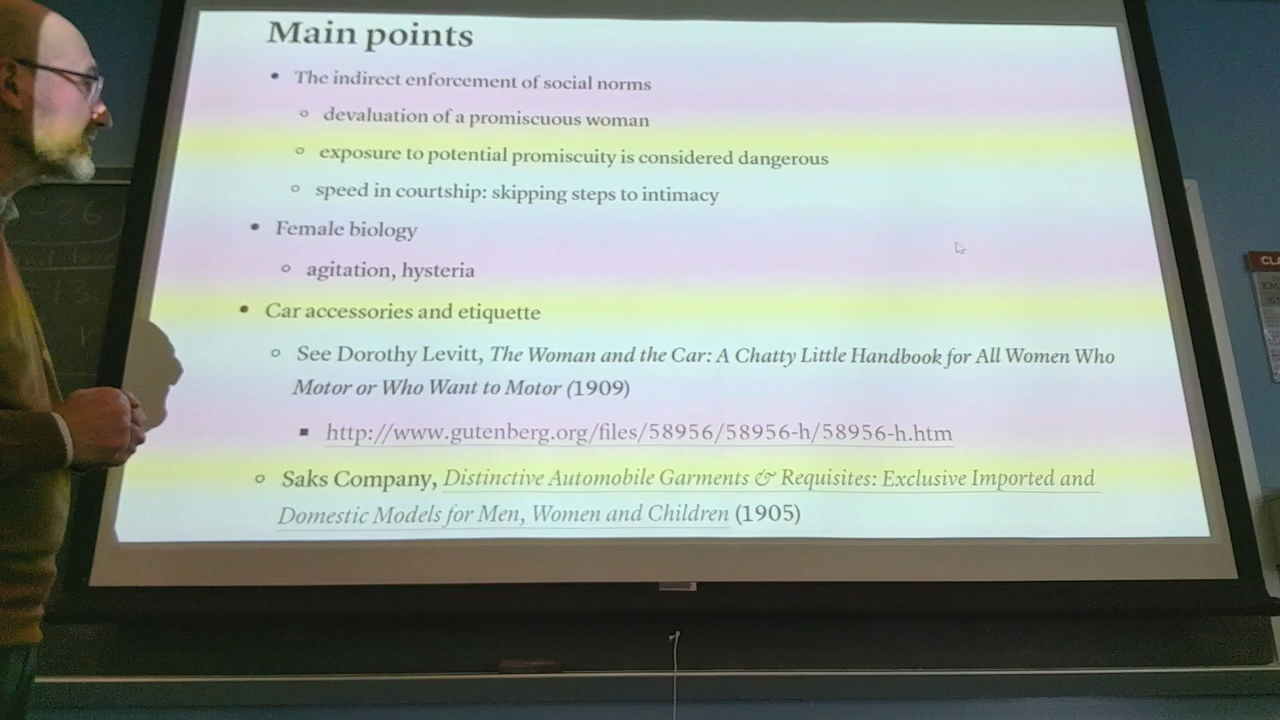 Main points
• The indirect enforcement of social norms
○ devaluation of a promiscuous woman
○ exposure to potential promiscuity is considered dangerous
○ speed in courtship: skipping steps to intimacy
• Female biology
○ agitation, hysteria
• Car accessories and etiquette
○ See Dorothy Levitt, The Woman and the Car: A Chatty Little Handbook for All Women Who
Motor or Who Want to Motor (1909)
■ http://www.gutenberg.org/files/58956/58956-h/58956-h.htm
○ Saks Company, Distinctive Automobile Garments & Requisites: Exclusive Imported and
Domestic Models for Men, Women and Children (1905)